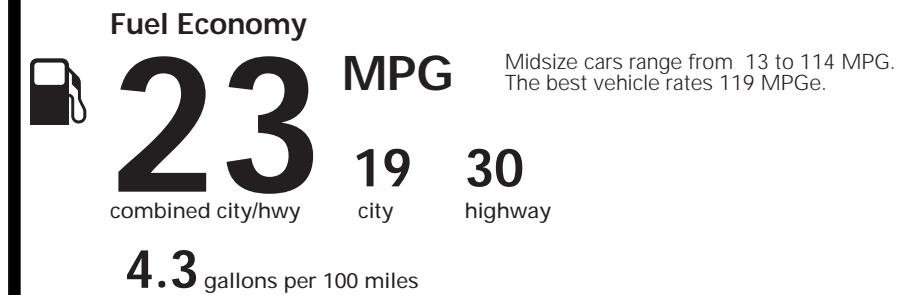 Fuel Economy
23 MPG
Midsize cars range from 13 to 114 MPG.
The best vehicle rates 119 MPGe.
combined city/hwy
19
city
30
highway
4.3 gallons per 100 miles